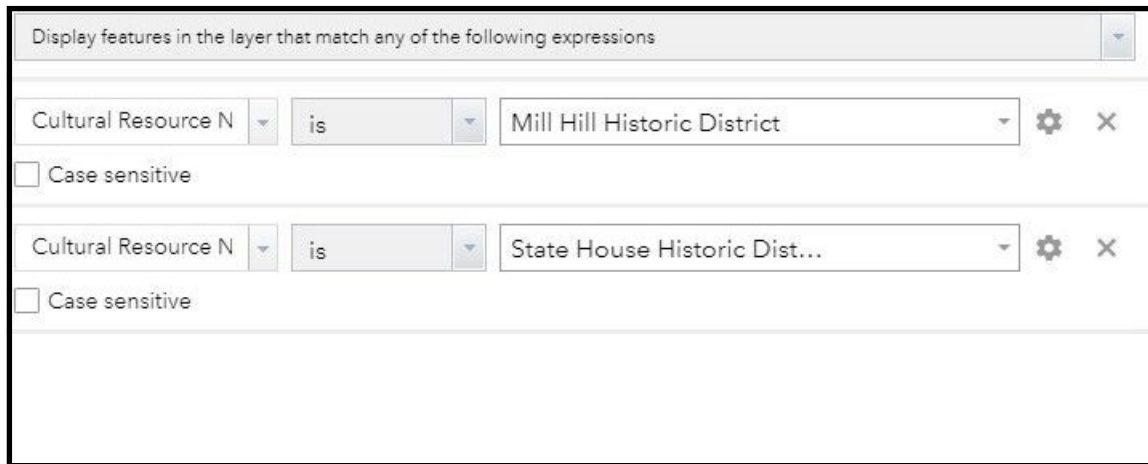 Display features in the layer that match any of the following expressions
Cultural Resource N is Mill Hill Historic District
Case sensitive
Cultural Resource N is State House Historic Dist...
Case sensitive